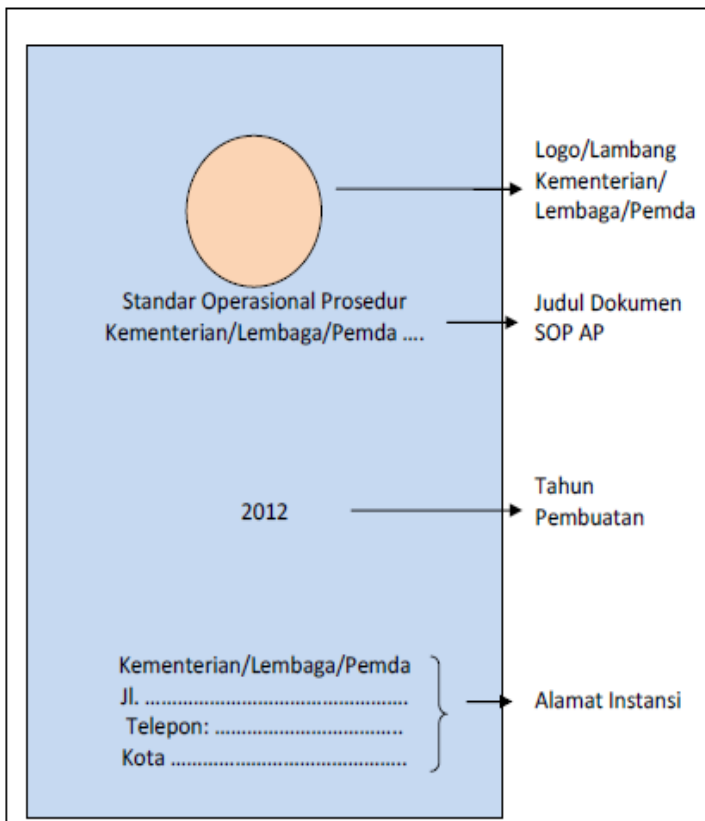 Logo/Lambang
Kementerian/
Lembaga/Pemda
Standar Operasional Prosedur
Kementerian/Lembaga/Pemda ....
Judul Dokumen
SOP AP
2012
Tahun
Pembuatan
Kementerian/Lembaga/Pemda
Jl. ................................................
Telepon: ..................................
Kota ...........................................
Alamat Instansi